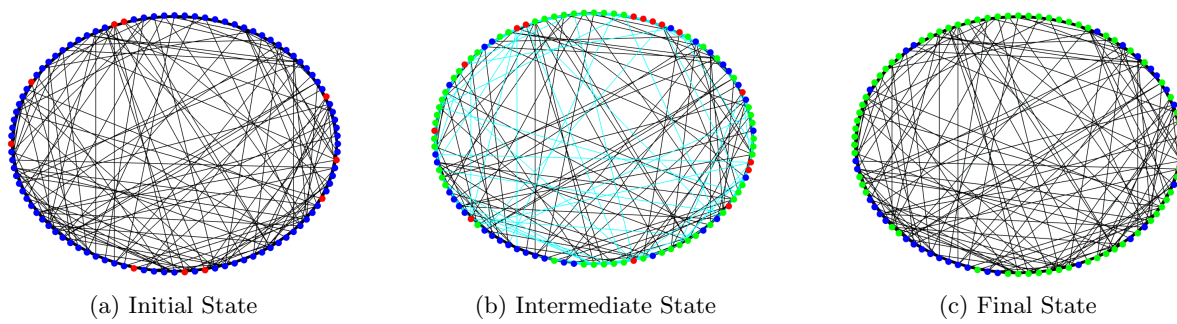 (a) Initial State
(b) Intermediate State
(c) Final State